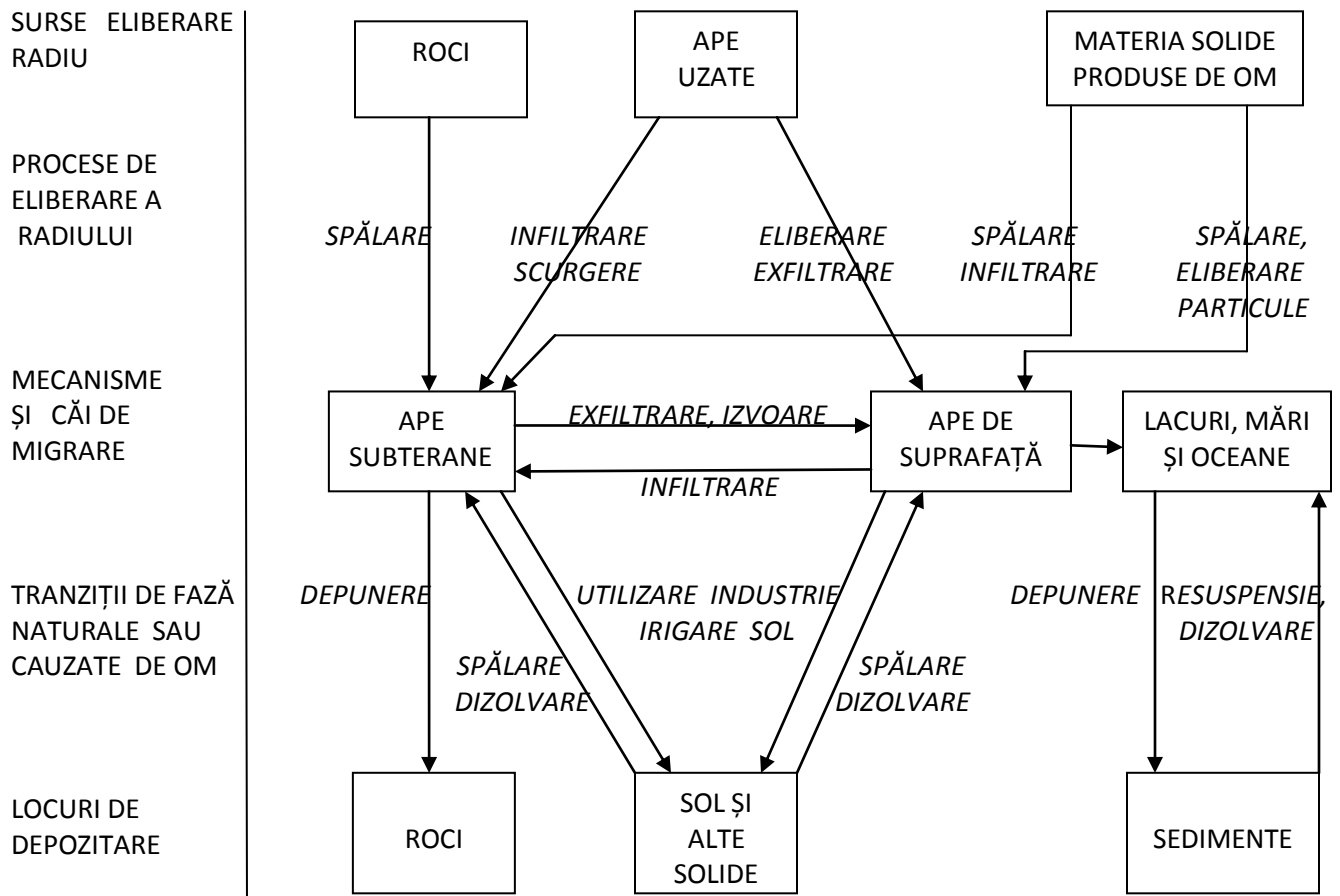 SURSE ELIBERARE
RADIU
ROCI
APE
UZATE
MATERIA SOLIDE
PRODUSE DE OM
PROCESE DE
ELIBERARE A
RADIULUI
SPĂLARE
INFILTRARE
SCURGERE
ELIBERARE
EXFILTRARE
SPĂLARE
INFILTRARE
SPĂLARE,
ELIBERARE
PARTICULE
MECANISME
ȘI CĂI DE
MIGRARE
APE
SUBTERANE
EXFILTRARE, IZVOARE
INFILTRARE
APE DE
SUPRAFAȚĂ
LACURI, MĂRI
ȘI OCEANE
TRANZIȚII DE FAZĂ
NATURALE SAU
CAUZATE DE OM
DEPUNERE
SPĂLARE
DIZOLVARE
UTILIZARE INDUSTRIE
IRIGARE SOL
SPĂLARE
DIZOLVARE
DEPUNERE
RESUSPENSIE,
DIZOLVARE
LOCURI DE
DEPOZITARE
ROCI
SOL ȘI
ALTE
SOLIDE
SEDIMENTE